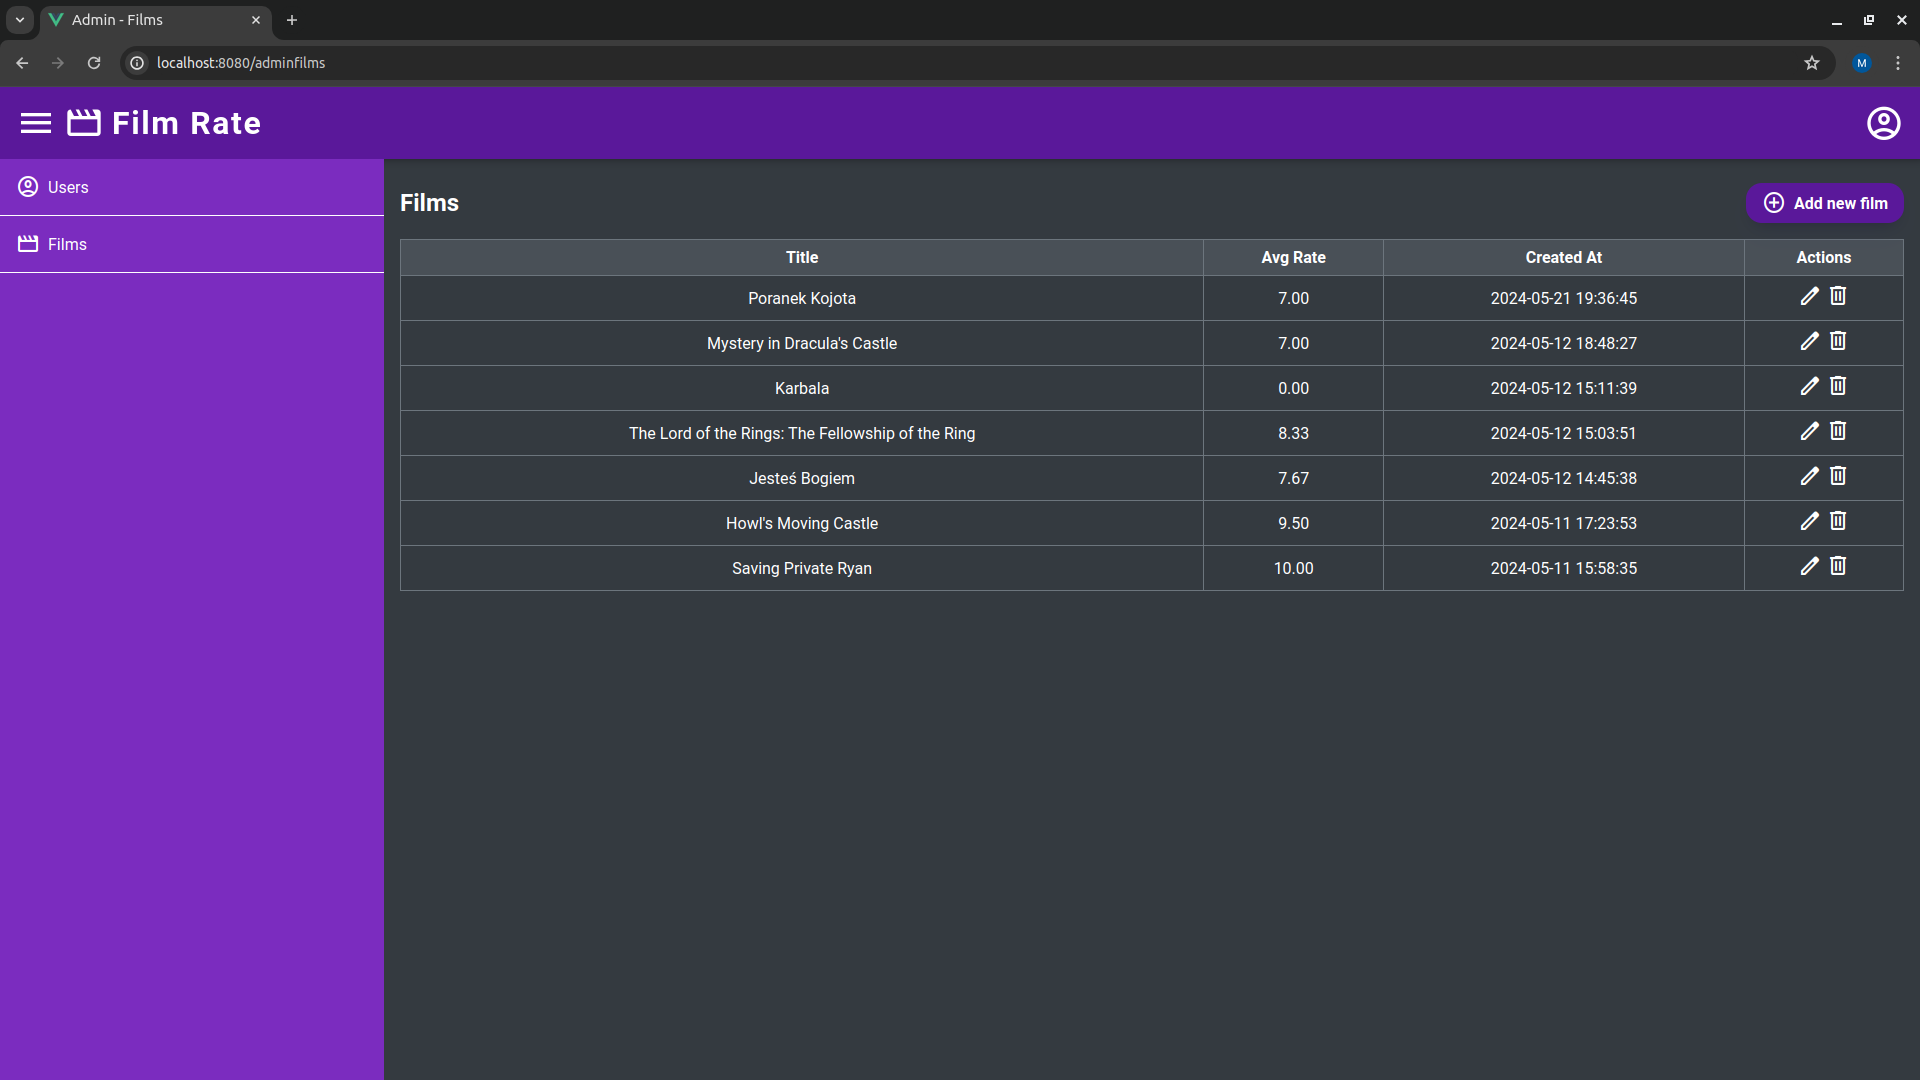 Admin - Films
localhost:8080/adminfilms
M
Film Rate
Users
Films
Films
Add new film
Title Avg Rate Created At Actions
Poranek Kojota 7.00 2024-05-21 19:36:45
Mystery in Dracula's Castle 7.00 2024-05-12 18:48:27
Karbala 0.00 2024-05-12 15:11:39
The Lord of the Rings: The Fellowship of the Ring 8.33 2024-05-12 15:03:51
Jesteś Bogiem 7.67 2024-05-12 14:45:38
Howl's Moving Castle 9.50 2024-05-11 17:23:53
Saving Private Ryan 10.00 2024-05-11 15:58:35